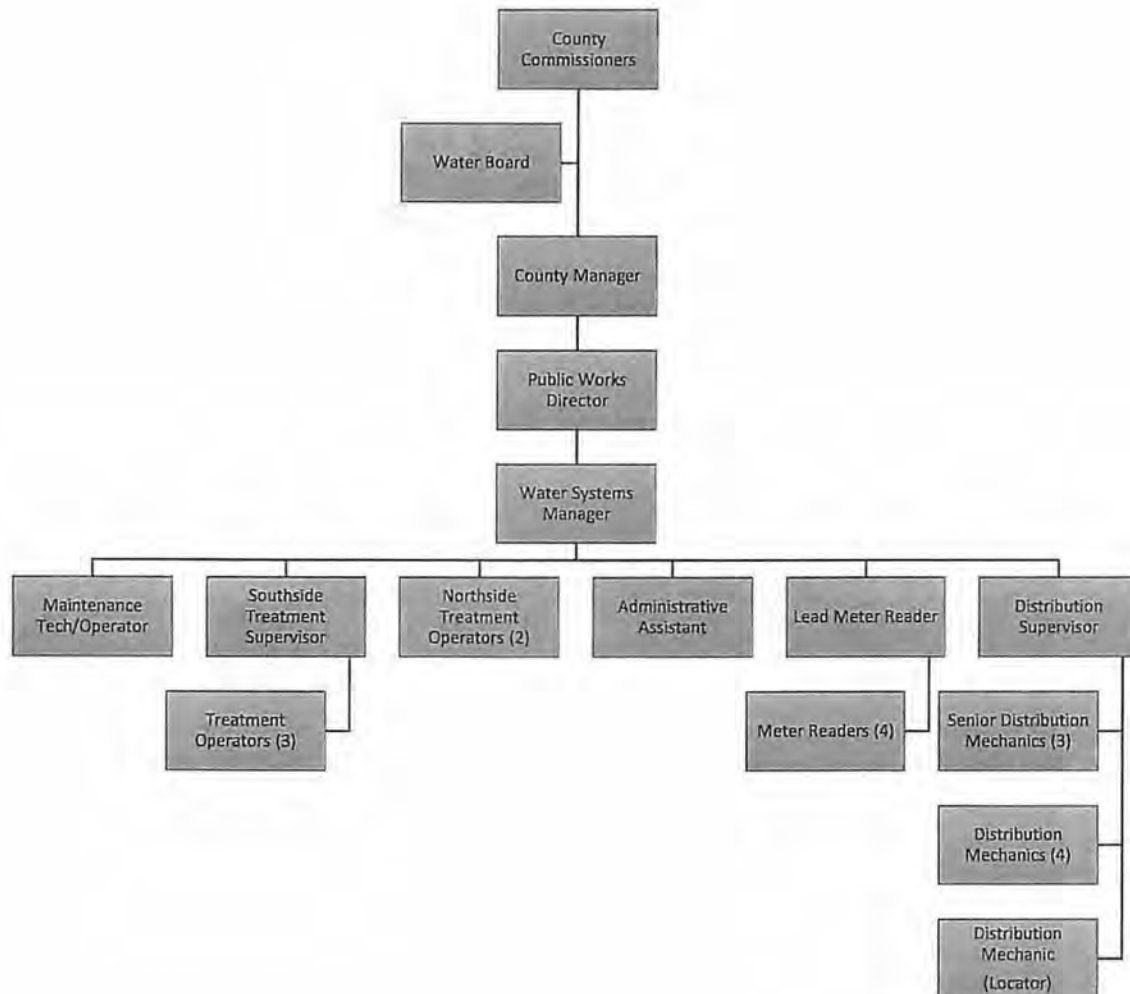 County
Commissioners
Water Board
County Manager
Public Works
Director
Water Systems
Manager
Maintenance
Tech/Operator
Southside
Treatment
Supervisor
Northside
Treatment
Operators (2)
Administrative
Assistant
Lead Meter Reader
Distribution
Supervisor
Treatment
Operators (3)
Meter Readers (4)
Senior Distribution
Mechanics (3)
Distribution
Mechanics (4)
Distribution
Mechanic
(Locator)